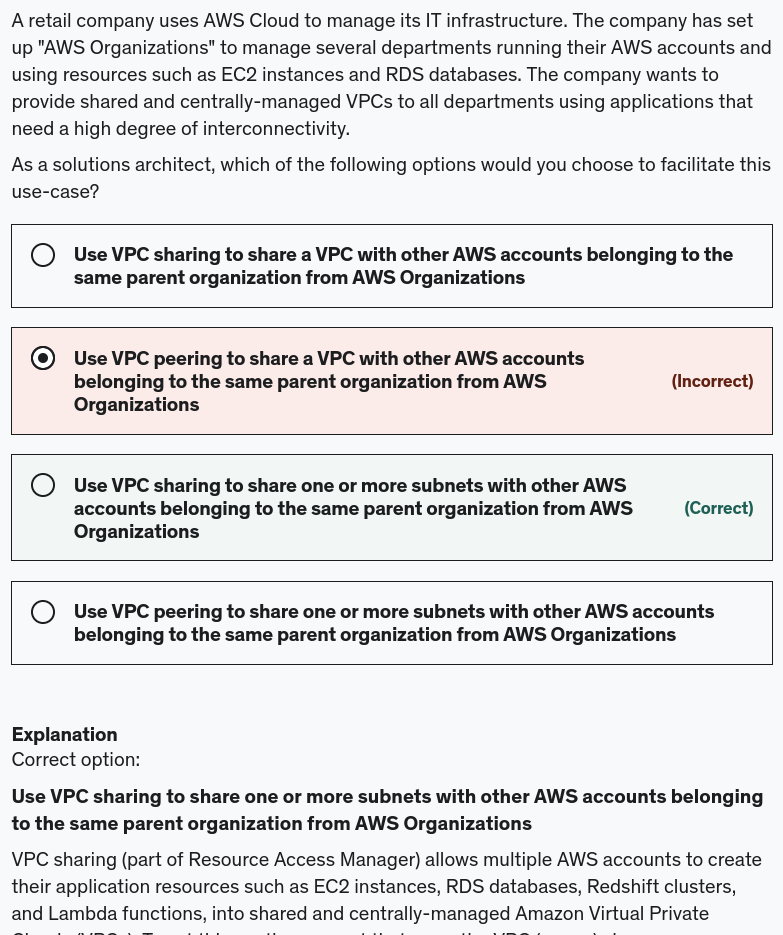 A retail company uses AWS Cloud to manage its IT infrastructure. The company has set
up "AWS Organizations" to manage several departments running their AWS accounts and
using resources such as EC2 instances and RDS databases. The company wants to
provide shared and centrally-managed VPCs to all departments using applications that
need a high degree of interconnectivity.
As a solutions architect, which of the following options would you choose to facilitate this
use-case?
Use VPC sharing to share a VPC with other AWS accounts belonging to the
same parent organization from AWS Organizations
Use VPC peering to share a VPC with other AWS accounts
belonging to the same parent organization from AWS
Organizations
(Incorrect)
Use VPC sharing to share one or more subnets with other AWS
accounts belonging to the same parent organization from AWS
Organizations
(Correct)
Use VPC peering to share one or more subnets with other AWS accounts
belonging to the same parent organization from AWS Organizations
Explanation
Correct option:
Use VPC sharing to share one or more subnets with other AWS accounts belonging
to the same parent organization from AWS Organizations
VPC sharing (part of Resource Access Manager) allows multiple AWS accounts to create
their application resources such as EC2 instances, RDS databases, Redshift clusters,
and Lambda functions, into shared and centrally-managed Amazon Virtual Private